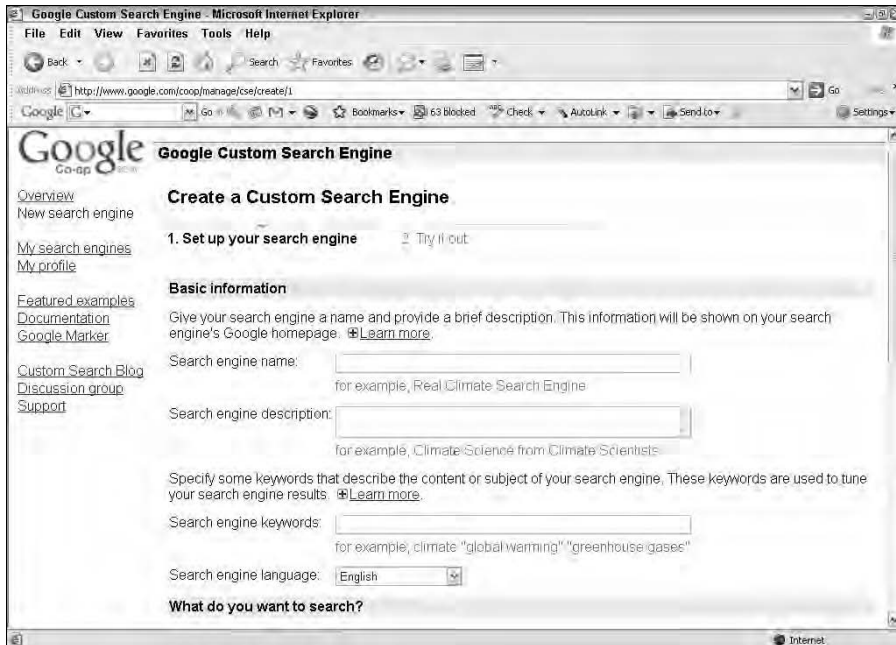 Google Custom Search Engine - Microsoft Internet Explorer
File Edit View Favorites Tools Help
Back Search Favorites
Address http://www.google.com/coop/manage/cse/create/1 Go
Google G Go Bookmarks 63 blocked Check AutoLink Send to Settings
Google Co-op
Google Custom Search Engine
Overview
New search engine
My search engines
My profile
Featured examples
Documentation
Google Marker
Custom Search Blog
Discussion group
Support
Create a Custom Search Engine
1. Set up your search engine 2. Try it out
Basic information
Give your search engine a name and provide a brief description. This information will be shown on your search
engine's Google homepage. Learn more.
Search engine name:
for example, Real Climate Search Engine
Search engine description:
for example, Climate Science from Climate Scientists
Specify some keywords that describe the content or subject of your search engine. These keywords are used to tune
your search engine results. Learn more.
Search engine keywords:
for example, climate "global warming" "greenhouse gases"
Search engine language: English
What do you want to search?
Internet